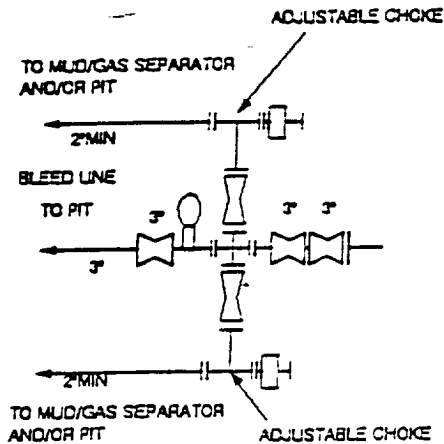 ADJUSTABLE CHOKE
TO MUD/GAS SEPARATOR
AND/OR PIT
2"MIN
BLEED LINE
TO PIT
3"
3" 3"
3"
2"MIN
TO MUD/GAS SEPARATOR
AND/OR PIT
ADJUSTABLE CHOKE